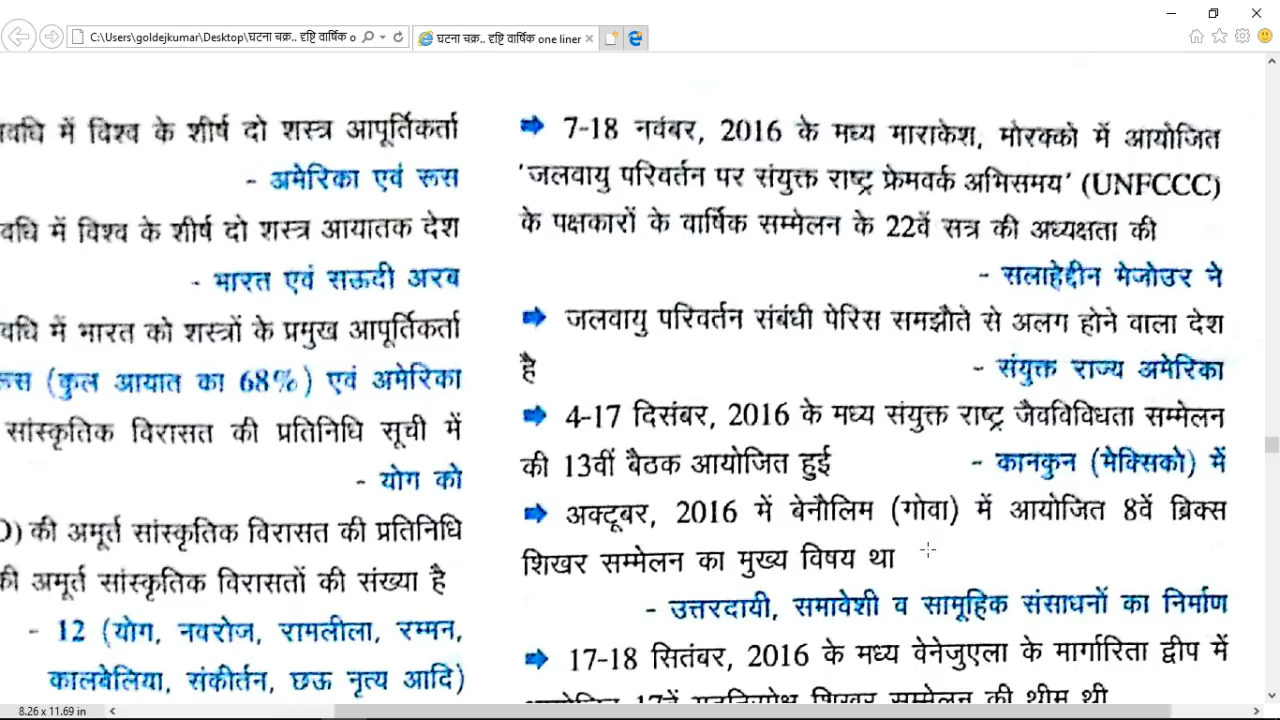 C:\Users\goldejkumar\Desktop\घटना चक्र.. दृष्टि वार्षिक o
घटना चक्र.. दृष्टि वार्षिक one liner
वधि में विश्व के शीर्ष दो शस्त्र आपूर्तिकर्ता
- अमेरिका एवं रूस
वधि में विश्व के शीर्ष दो शस्त्र आयातक देश
- भारत एवं सऊदी अरब
वधि में भारत को शस्त्रों के प्रमुख आपूर्तिकर्ता
रूस (कुल आयात का 68%) एवं अमेरिका
सांस्कृतिक विरासत की प्रतिनिधि सूची में
- योग को
O) की अमूर्त सांस्कृतिक विरासत की प्रतिनिधि
की अमूर्त सांस्कृतिक विरासतों की संख्या है
- 12 (योग, नवरोज, रामलीला, रम्मन,
कालबेलिया, संकीर्तन, छऊ नृत्य आदि)
7-18 नवंबर, 2016 के मध्य माराकेश, मोरक्को में आयोजित
'जलवायु परिवर्तन पर संयुक्त राष्ट्र फ्रेमवर्क अभिसमय' (UNFCCC)
के पक्षकारों के वार्षिक सम्मेलन के 22वें सत्र की अध्यक्षता की
- सलाहेद्दीन मेजोउर ने
जलवायु परिवर्तन संबंधी पेरिस समझौते से अलग होने वाला देश
है - संयुक्त राज्य अमेरिका
4-17 दिसंबर, 2016 के मध्य संयुक्त राष्ट्र जैवविविधता सम्मेलन
की 13वीं बैठक आयोजित हुई - कानकुन (मेक्सिको) में
अक्टूबर, 2016 में बेनौलिम (गोवा) में आयोजित 8वें ब्रिक्स
शिखर सम्मेलन का मुख्य विषय था
- उत्तरदायी, समावेशी व सामूहिक संसाधनों का निर्माण
17-18 सितंबर, 2016 के मध्य वेनेजुएला के मार्गारिता द्वीप में
शिखर सम्मेलन की थीम थी
8.26 x 11.69 in